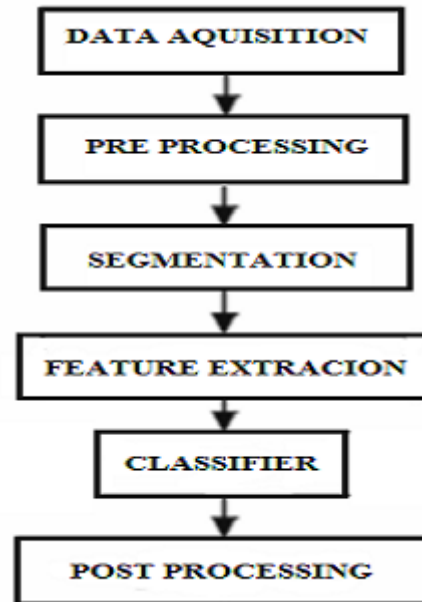 DATA AQUISITION
PRE PROCESSING
SEGMENTATION
FEATURE EXTRACION
CLASSIFIER
POST PROCESSING